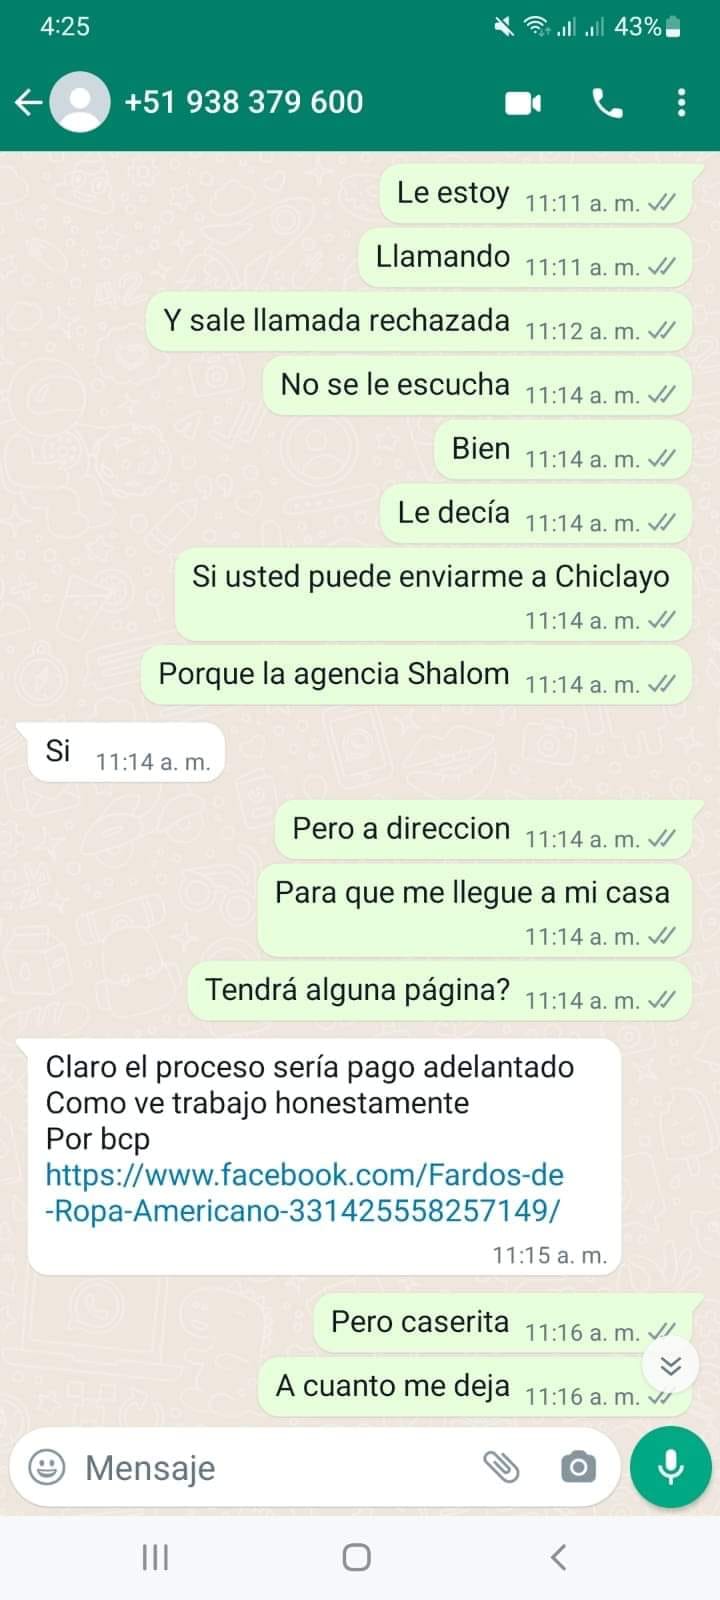 4:25
43%
+51 938 379 600
Le estoy 11:11 a. m.
Llamando 11:11 a. m.
Y sale llamada rechazada 11:12 a. m.
No se le escucha 11:14 a. m.
Bien 11:14 a. m.
Le decía 11:14 a. m.
Si usted puede enviarme a Chiclayo
11:14 a. m.
Porque la agencia Shalom 11:14 a. m.
Si 11:14 a. m.
Pero a direccion 11:14 a. m.
Para que me llegue a mi casa
11:14 a. m.
Tendrá alguna página? 11:14 a. m.
Claro el proceso sería pago adelantado
Como ve trabajo honestamente
Por bcp
https://www.facebook.com/Fardos-de
-Ropa-Americano-331425558257149/
11:15 a. m.
Pero caserita 11:16 a. m.
A cuanto me deja 11:16 a. m.
Mensaje